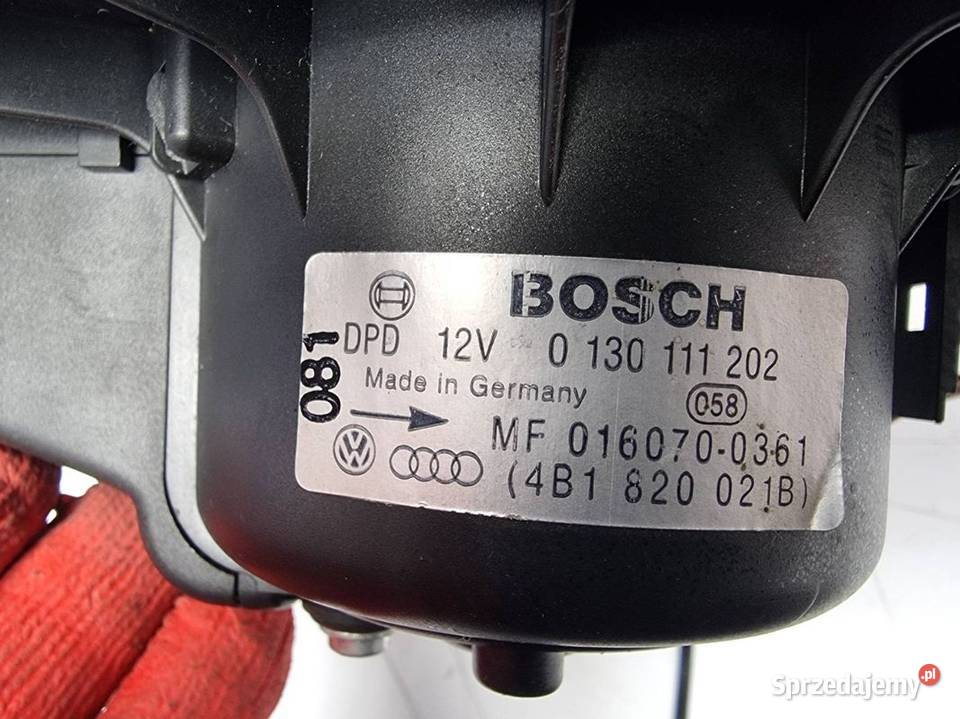 BOSCH
DPD 12V 0 130 111 202
Made in Germany
058
081
MF 016070-0361
(4B1 820 021B)
Sprzedajemy.pl